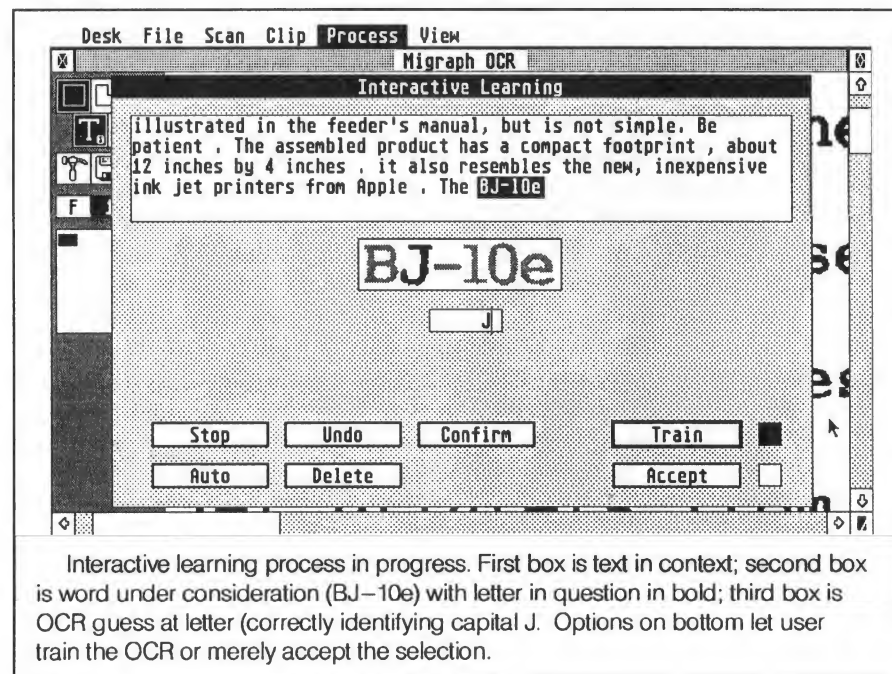 Desk File Scan Clip Process View
Migraph OCR
Interactive Learning
illustrated in the feeder's manual, but is not simple. Be
patient . The assembled product has a compact footprint , about
12 inches by 4 inches . it also resembles the new, inexpensive
ink jet printers from Apple . The BJ-10e
T
F
BJ-10e
J
Stop Undo Confirm Train
Auto Delete Accept
Interactive learning process in progress. First box is text in context; second box
is word under consideration (BJ–10e) with letter in question in bold; third box is
OCR guess at letter (correctly identifying capital J. Options on bottom let user
train the OCR or merely accept the selection.